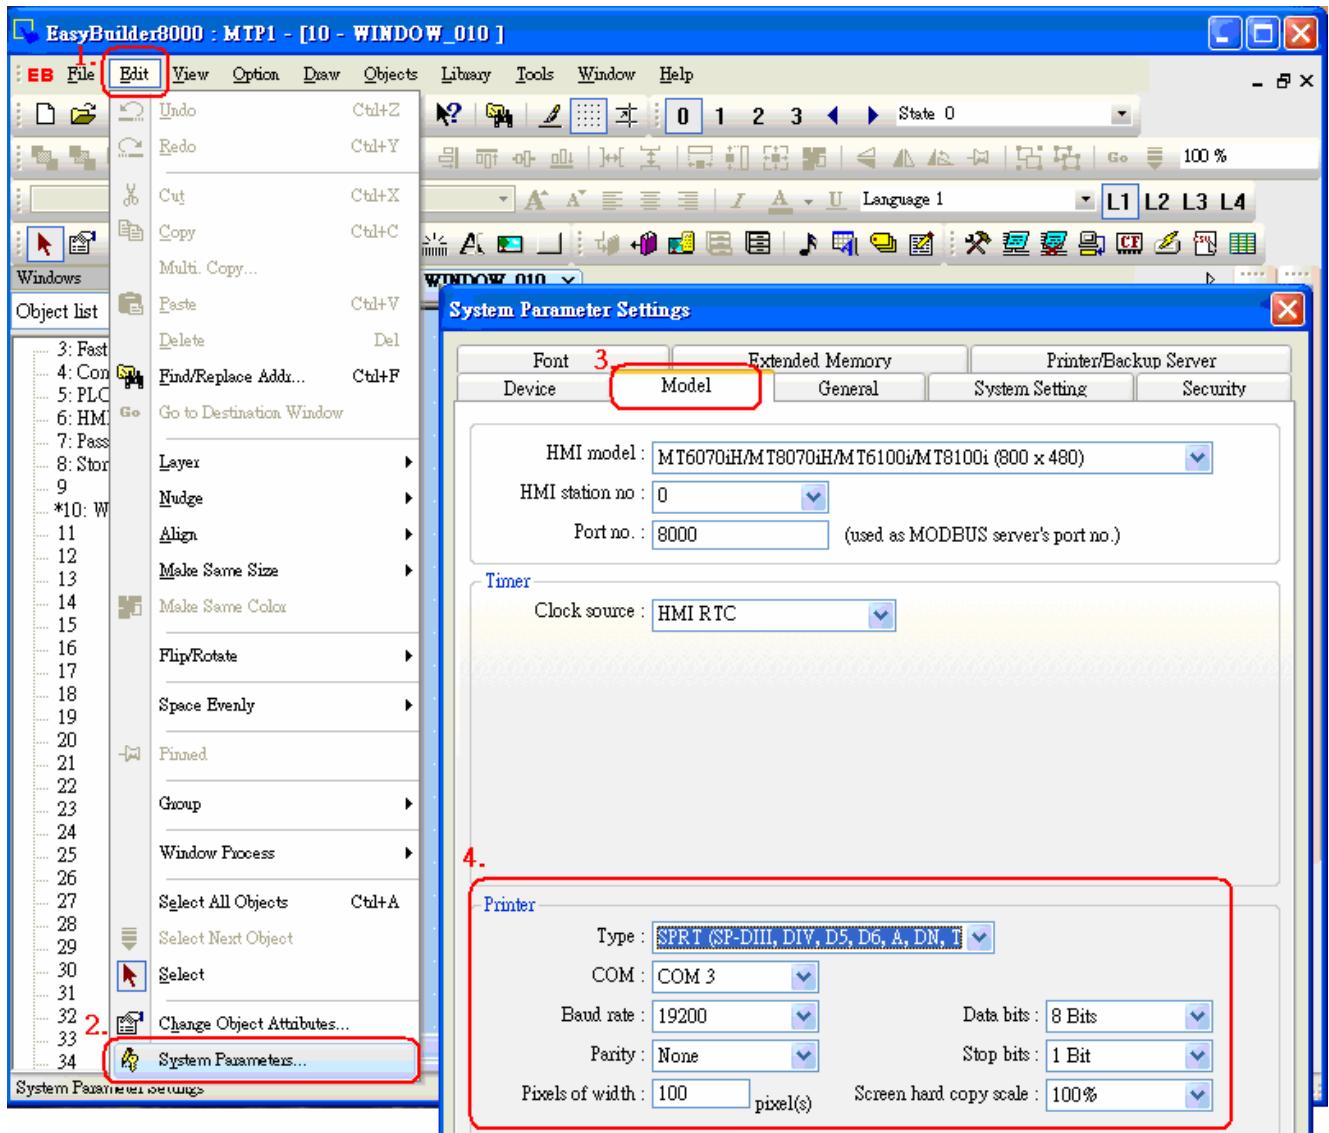 EasyBuilder8000 : MTP1 - [10 - WINDOW_010 ]
1.
EB File Edit View Option Draw Objects Library Tools Window Help
0 1 2 3 State 0
Go 100 %
Language 1 L1 L2 L3 L4
Windows
WINDOW_010
Object list
3: Fast
4: Con
5: PLC
6: HM
7: Pass
8: Stor
9
*10: W
11
12
13
14
15
16
17
18
19
20
21
22
23
24
25
26
27
28
29
30
31
32
33
34
Undo Ctrl+Z
Redo Ctrl+Y
Cut Ctrl+X
Copy Ctrl+C
Multi. Copy...
Paste Ctrl+V
Delete Del
Find/Replace Addr... Ctrl+F
Go Go to Destination Window
Layer
Nudge
Align
Make Same Size
Make Same Color
Flip/Rotate
Space Evenly
Pinned
Group
Window Process
Select All Objects Ctrl+A
Select Next Object
Select
Change Object Attributes...
2.
System Parameters...
System Parameter Settings
System Parameter Settings
Font Extended Memory Printer/Backup Server
3.
Device Model General System Setting Security
HMI model : MT6070iH/MT8070iH/MT6100i/MT8100i (800 x 480)
HMI station no : 0
Port no. : 8000 (used as MODBUS server's port no.)
Timer
Clock source : HMI RTC
4.
Printer
Type : SPRT (SP-DIII, DIV, D5, D6, A, DN, T
COM : COM 3
Baud rate : 19200 Data bits : 8 Bits
Parity : None Stop bits : 1 Bit
Pixels of width : 100 pixel(s) Screen hard copy scale : 100%